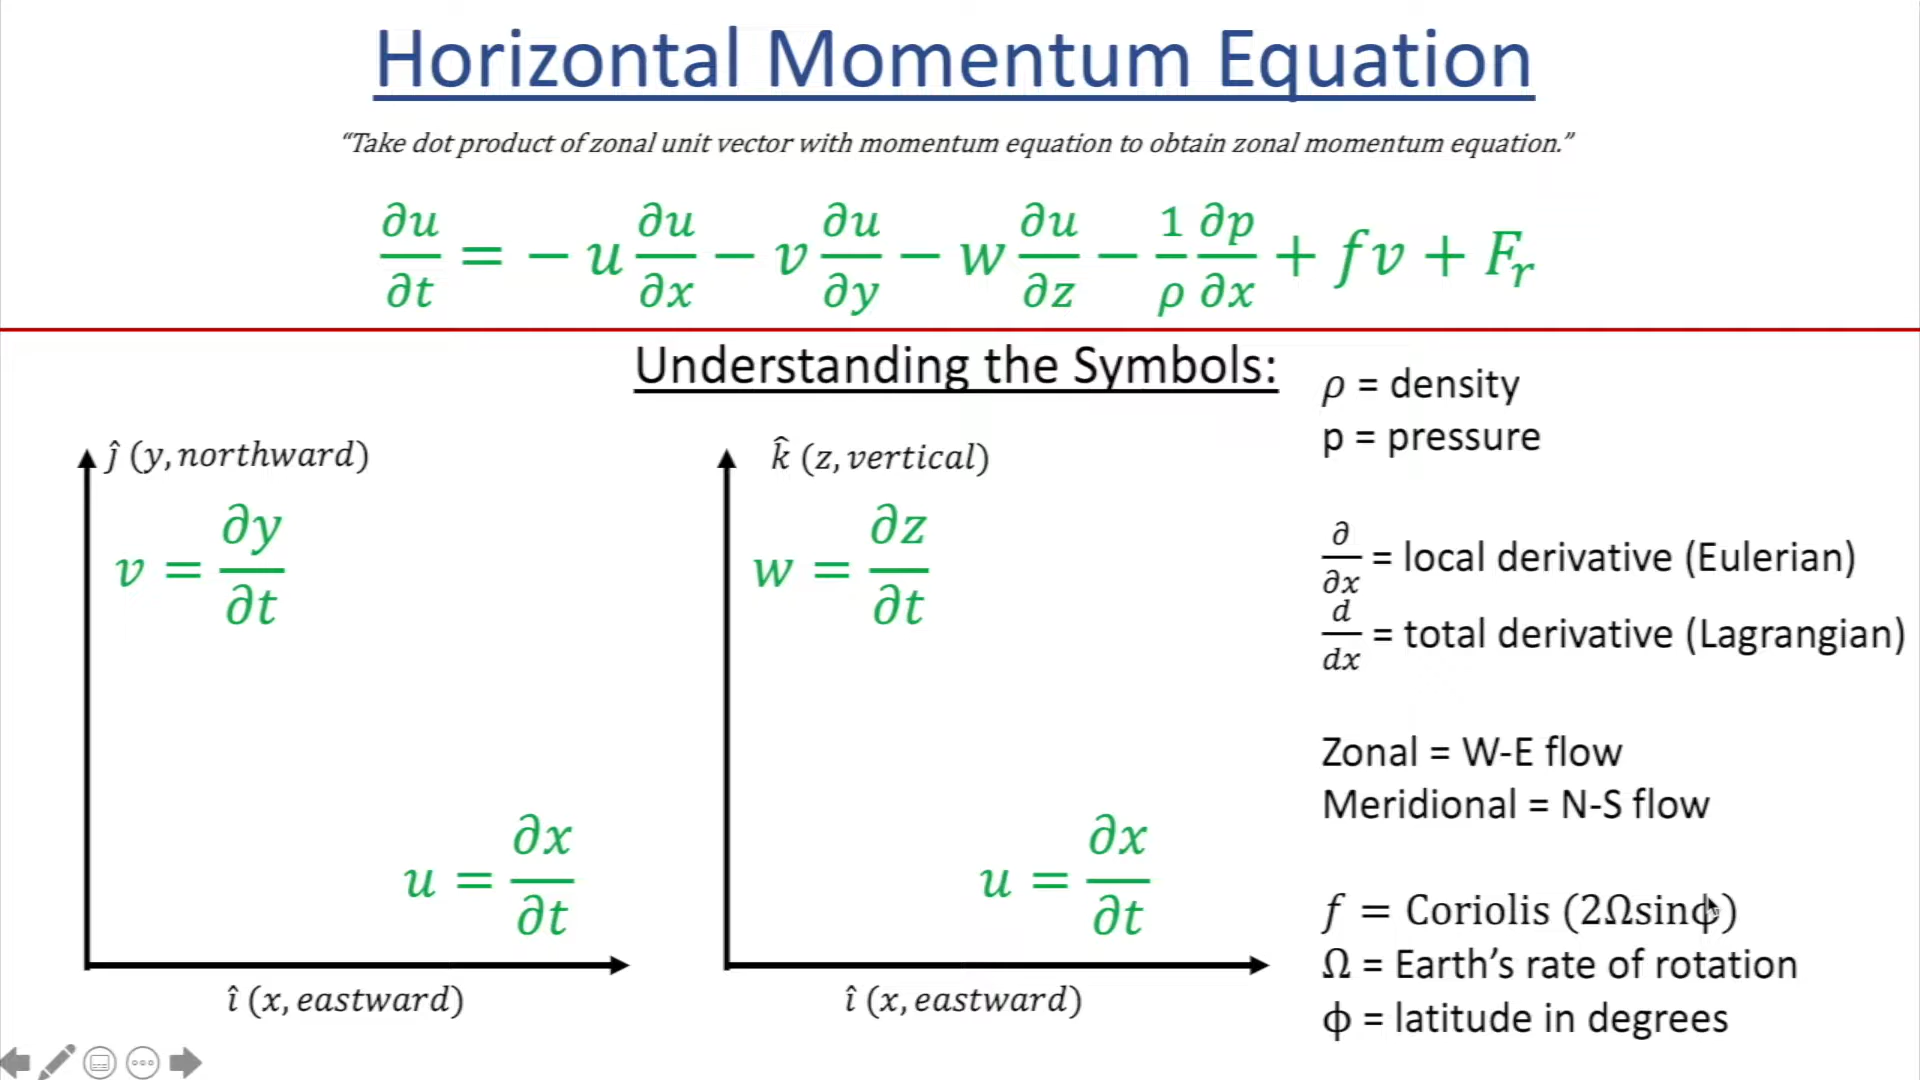 Horizontal Momentum Equation
“Take dot product of zonal unit vector with momentum equation to obtain zonal momentum equation.”
∂u/∂t = − u ∂u/∂x − v ∂u/∂y − w ∂u/∂z − 1/ρ ∂p/∂x + fv + Fᵣ
Understanding the Symbols:
ĵ (y, northward)
v = ∂y/∂t
u = ∂x/∂t
î (x, eastward)
k̂ (z, vertical)
w = ∂z/∂t
u = ∂x/∂t
î (x, eastward)
ρ = density
p = pressure
∂/∂x = local derivative (Eulerian)
d/dx = total derivative (Lagrangian)
Zonal = W-E flow
Meridional = N-S flow
f = Coriolis (2Ωsinϕ)
Ω = Earth’s rate of rotation
ϕ = latitude in degrees